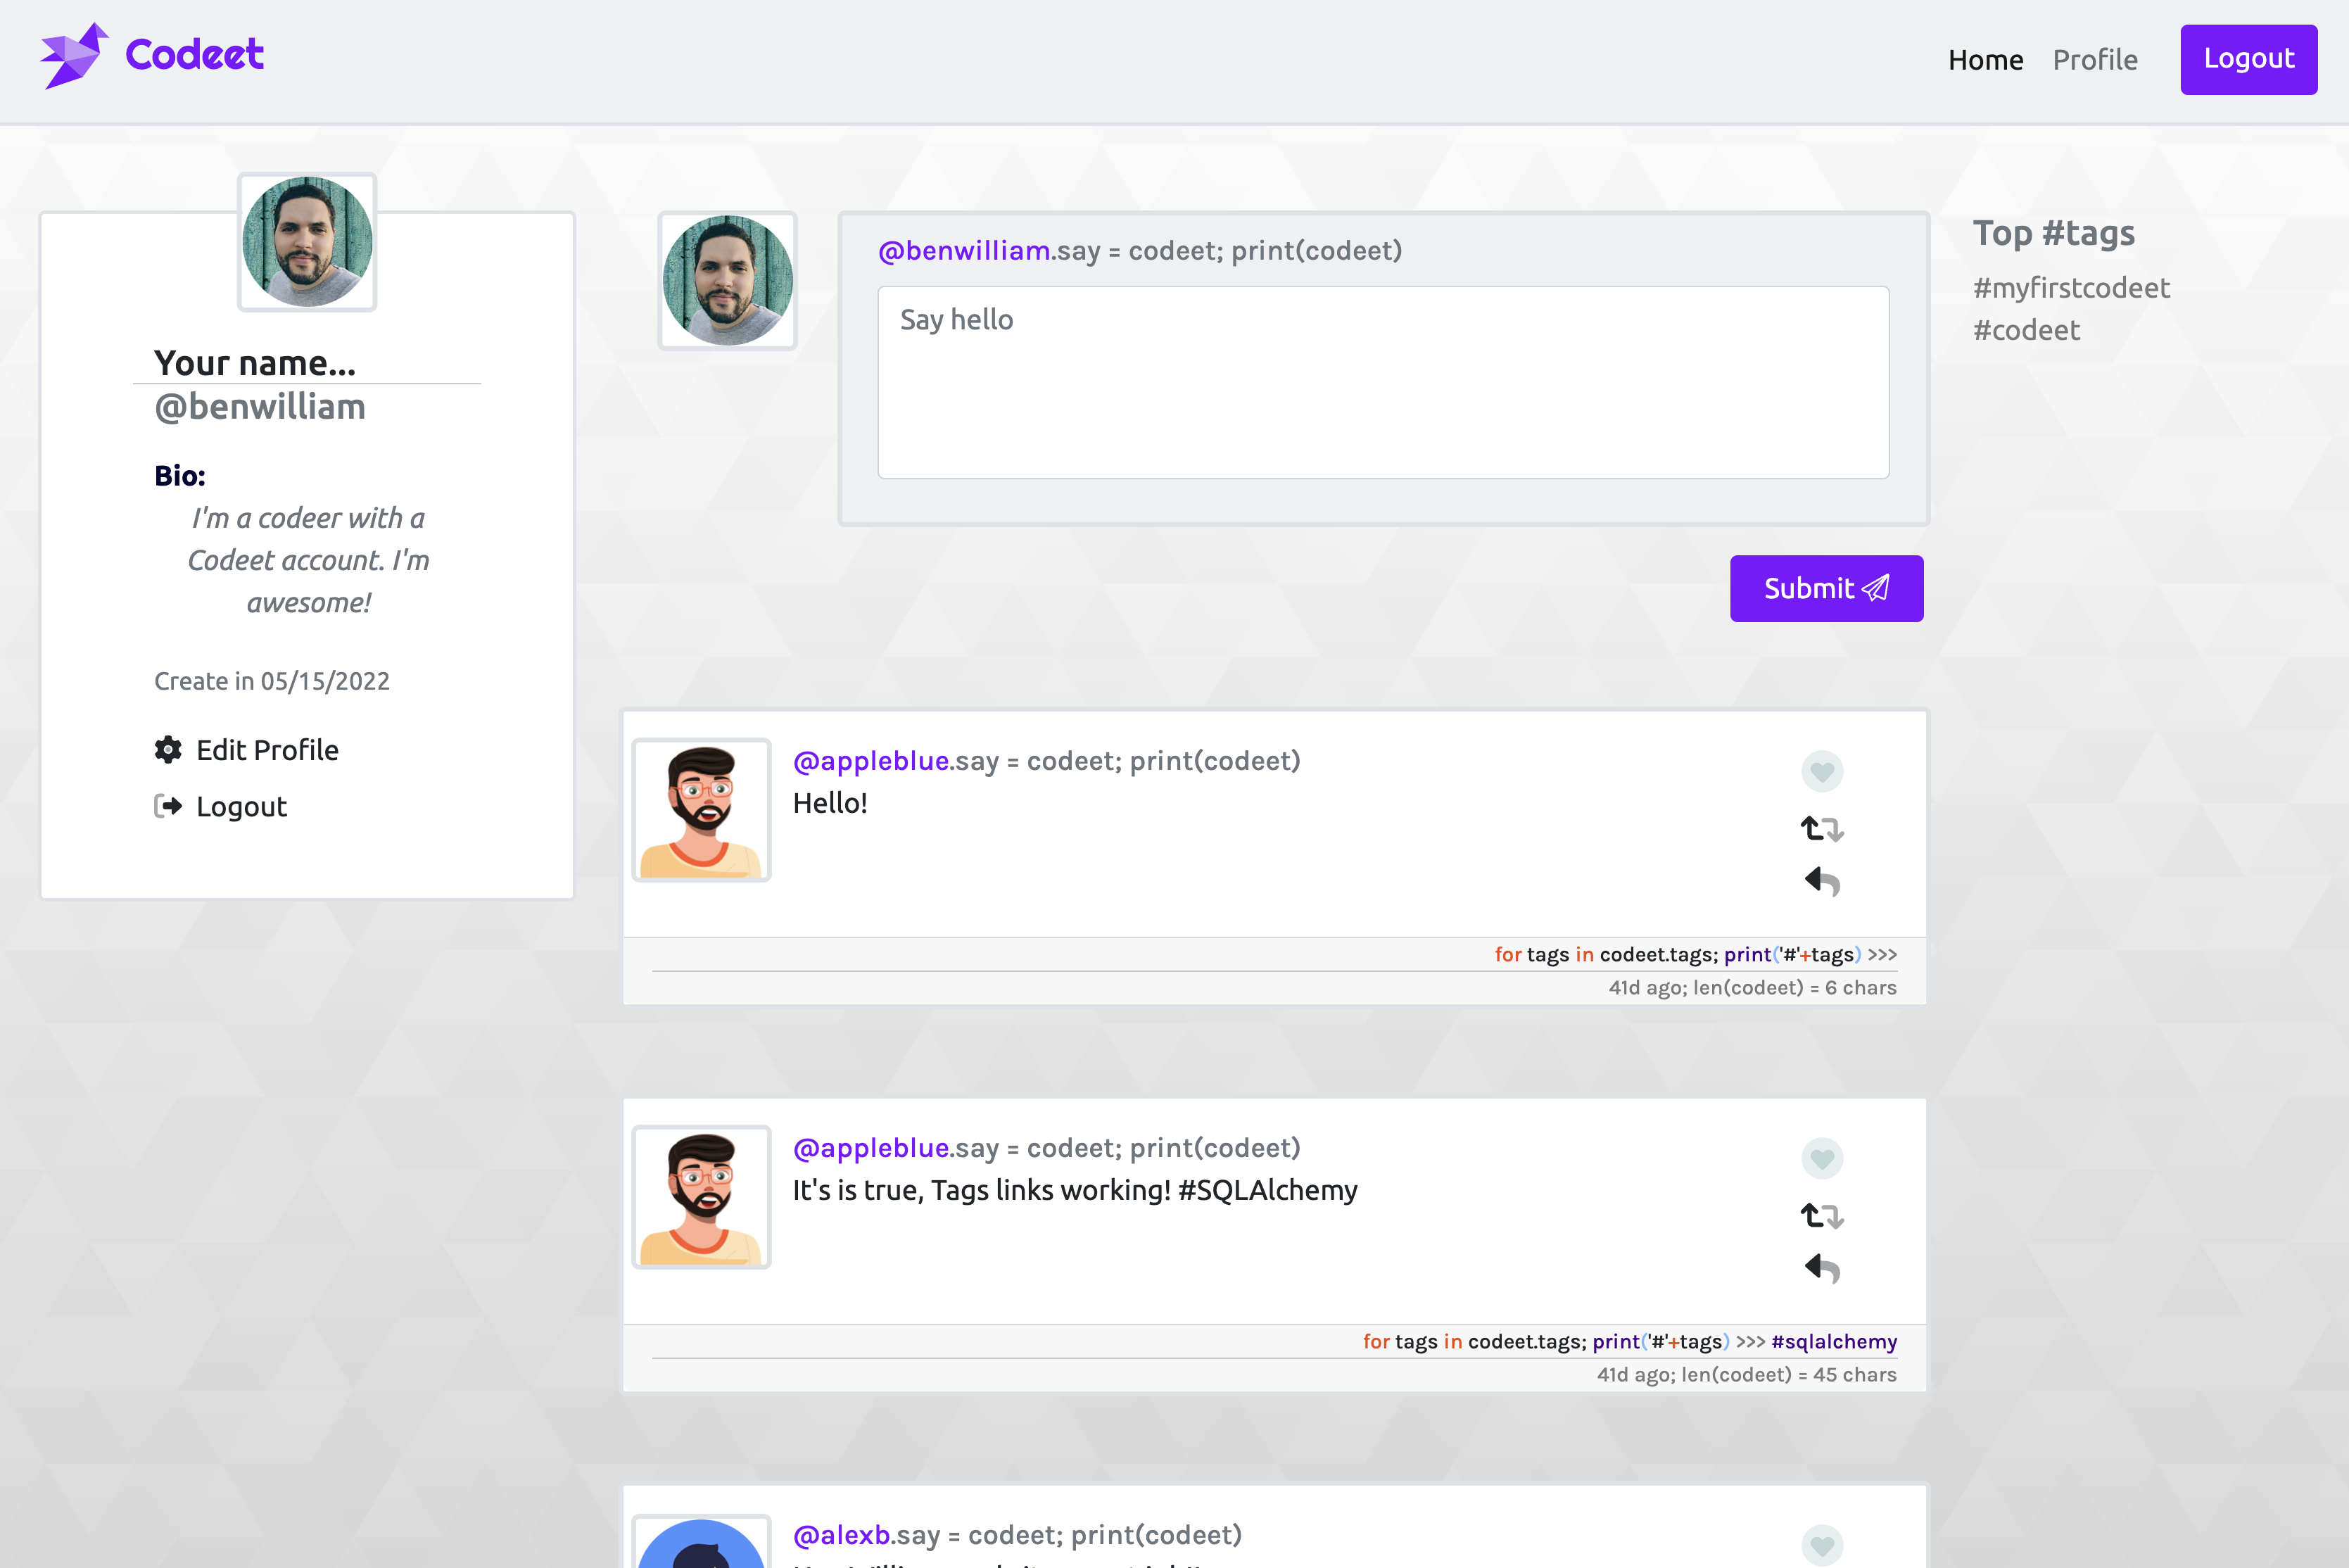 Codeet
Home Profile Logout
Your name...
@benwilliam
Bio:
I'm a codeer with a
Codeet account. I'm
awesome!
Create in 05/15/2022
Edit Profile
Logout
@benwilliam.say = codeet; print(codeet)
Say hello
Submit
Top #tags
#myfirstcodeet
#codeet
@appleblue.say = codeet; print(codeet)
Hello!
for tags in codeet.tags; print('#'+tags) >>>
41d ago; len(codeet) = 6 chars
@appleblue.say = codeet; print(codeet)
It's is true, Tags links working! #SQLAlchemy
for tags in codeet.tags; print('#'+tags) >>> #sqlalchemy
41d ago; len(codeet) = 45 chars
@alexb.say = codeet; print(codeet)